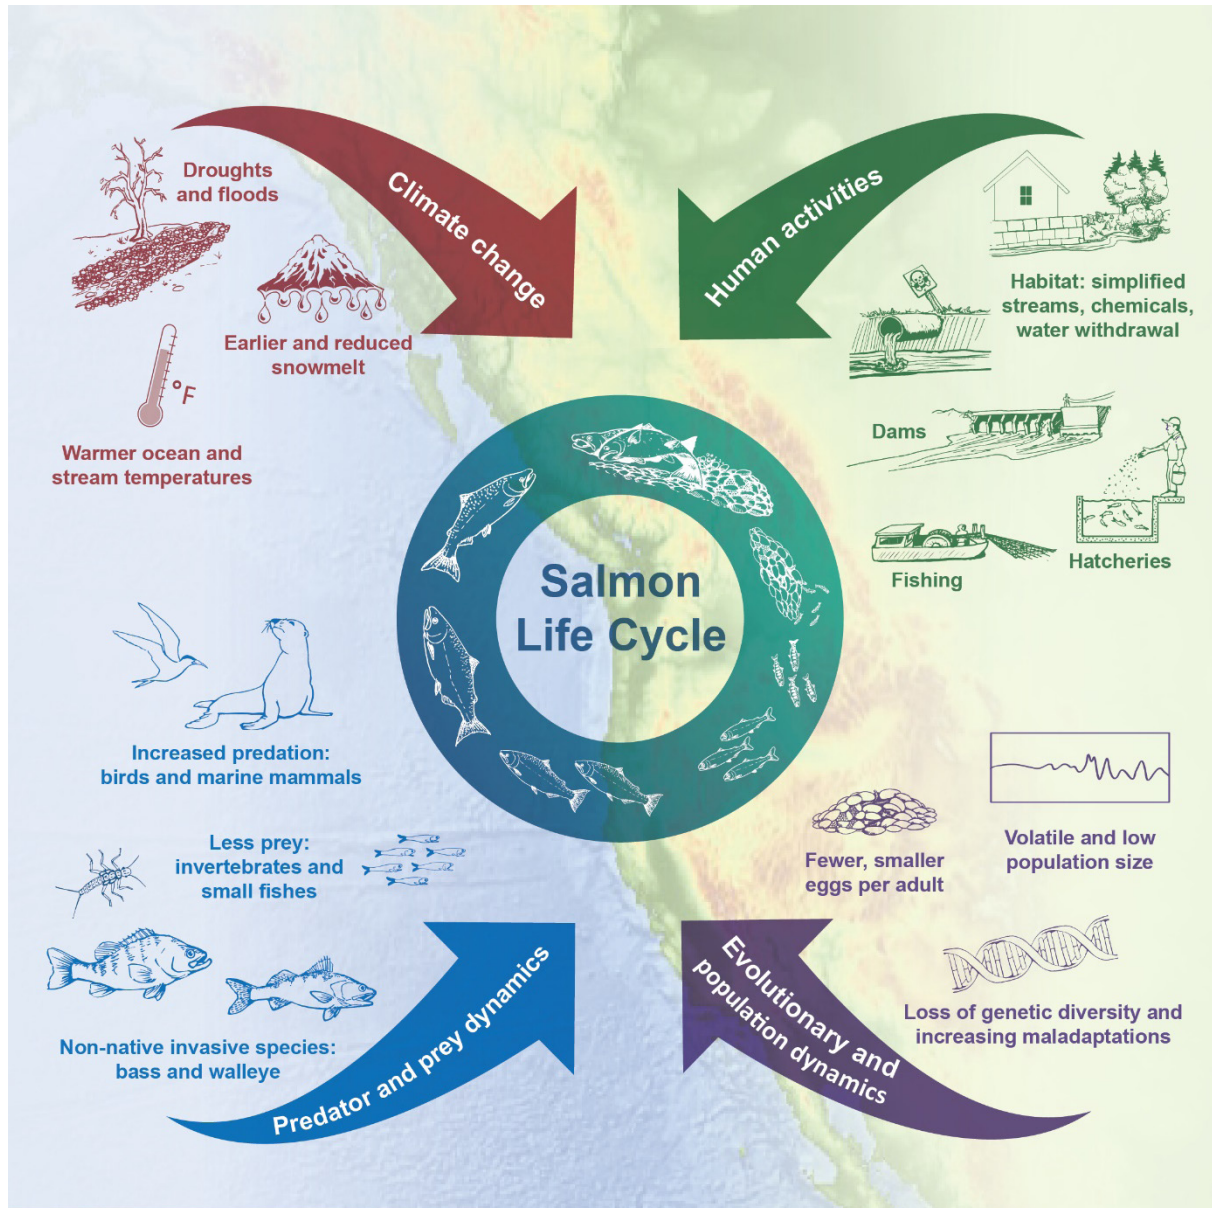 Climate change
Droughts
and floods
Earlier and reduced
snowmelt
°F
Warmer ocean and
stream temperatures
Human activities
Habitat: simplified
streams, chemicals,
water withdrawal
Dams
Hatcheries
Fishing
Salmon
Life Cycle
Increased predation:
birds and marine mammals
Less prey:
invertebrates and
small fishes
Non-native invasive species:
bass and walleye
Predator and prey dynamics
Fewer, smaller
eggs per adult
Volatile and low
population size
Loss of genetic diversity and
increasing maladaptations
Evolutionary and
population dynamics